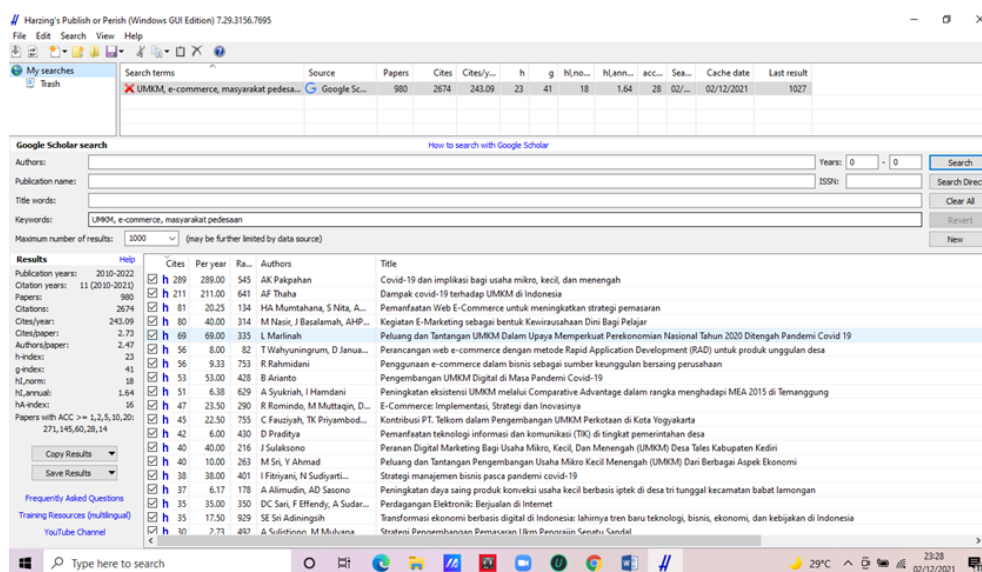 Harzing's Publish or Perish (Windows GUI Edition) 7.29.3156.7695
File Edit Search View Help
My searches
Trash
Search terms Source Papers Cites Cites/y... h g hI,no... hI,ann... acc... Sea... Cache date Last result
UMKM, e-commerce, masyarakat pedesa... Google Sc... 980 2674 243.09 23 41 18 1.64 28 02/... 02/12/2021 1027
Google Scholar search How to search with Google Scholar
Authors: Years: 0 - 0 Search
Publication name: ISSN: Search Direct
Title words: Clear All
Keywords: UMKM, e-commerce, masyarakat pedesaan Revert
Maximum number of results: 1000 (may be further limited by data source) New
Results Help
Publication years: 2010-2022
Citation years: 11 (2010-2021)
Papers: 980
Citations: 2674
Cites/year: 243.09
Cites/paper: 2.73
Authors/paper: 2.47
h-index: 23
g-index: 41
hI,norm: 18
hI,annual: 1.64
hA-index: 16
Papers with ACC >= 1,2,5,10,20:
271,145,60,28,14
Copy Results
Save Results
Frequently Asked Questions
Training Resources (multilingual)
YouTube Channel
Cites Per year Ra... Authors Title
h 289 289.00 545 AK Pakpahan Covid-19 dan implikasi bagi usaha mikro, kecil, dan menengah
h 211 211.00 641 AF Thaha Dampak covid-19 terhadap UMKM di Indonesia
h 81 20.25 134 HA Mumtahana, S Nita, A... Pemanfaatan Web E-Commerce untuk meningkatkan strategi pemasaran
h 80 40.00 314 M Nasir, J Basalamah, AHP... Kegiatan E-Marketing sebagai bentuk Kewirausahaan Dini Bagi Pelajar
h 69 69.00 335 L Marlinah Peluang dan Tantangan UMKM Dalam Upaya Memperkuat Perekonomian Nasional Tahun 2020 Ditengah Pandemi Covid 19
h 56 8.00 82 T Wahyuningrum, D Janua... Perancangan web e-commerce dengan metode Rapid Application Development (RAD) untuk produk unggulan desa
h 56 9.33 753 R Rahmidani Penggunaan e-commerce dalam bisnis sebagai sumber keunggulan bersaing perusahaan
h 53 53.00 428 B Arianto Pengembangan UMKM Digital di Masa Pandemi Covid-19
h 51 6.38 629 A Syukriah, I Hamdani Peningkatan eksistensi UMKM melalui Comparative Advantage dalam rangka menghadapi MEA 2015 di Temanggung
h 47 23.50 290 R Romindo, M Muttaqin, D... E-Commerce: Implementasi, Strategi dan Inovasinya
h 45 22.50 755 C Fauziyah, TK Priyambod... Kontribusi PT. Telkom dalam Pengembangan UMKM Perkotaan di Kota Yogyakarta
h 42 6.00 430 D Praditya Pemanfaatan teknologi informasi dan komunikasi (TIK) di tingkat pemerintahan desa
h 40 40.00 216 J Sulaksono Peranan Digital Marketing Bagi Usaha Mikro, Kecil, Dan Menengah (UMKM) Desa Tales Kabupaten Kediri
h 40 10.00 263 M Sri, Y Ahmad Peluang dan Tantangan Pengembangan Usaha Mikro Kecil Menengah (UMKM) Dari Berbagai Aspek Ekonomi
h 38 38.00 401 I Fitriyani, N Sudiyarti... Strategi manajemen bisnis pasca pandemi covid-19
h 37 6.17 178 A Alimudin, AD Sasono Peningkatan daya saing produk konveksi usaha kecil berbasis iptek di desa tri tunggal kecamatan babat lamongan
h 35 35.00 350 DC Sari, F Effendy, A Sudar... Perdagangan Elektronik: Berjualan di Internet
h 35 17.50 929 SE Sri Adiningsih Transformasi ekonomi berbasis digital di Indonesia: lahirnya tren baru teknologi, bisnis, ekonomi, dan kebijakan di Indonesia
h 30 2.73 492 A Sulistiono, M Mulyana Strategi Pengembangan Pemasaran Ukm Pengrajin Sepatu Sandal
Type here to search 29°C 23:28
02/12/2021